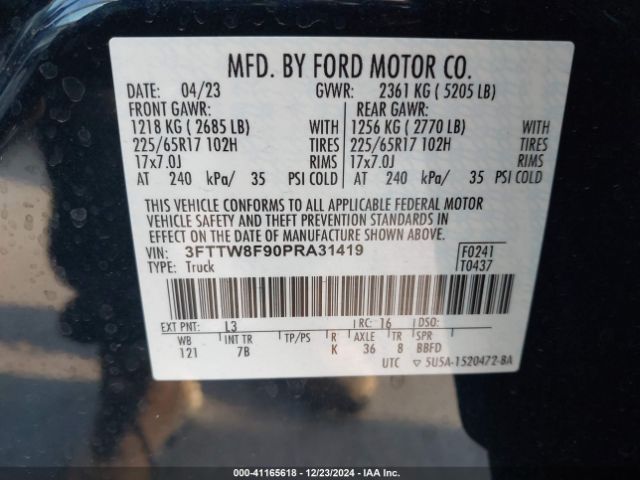 MFD. BY FORD MOTOR CO.
DATE: 04/23 GVWR: 2361 KG ( 5205 LB)
FRONT GAWR: REAR GAWR:
1218 KG ( 2685 LB) WITH 1256 KG ( 2770 LB) WITH
225/65R17 102H TIRES 225/65R17 102H TIRES
17x7.0J RIMS 17x7.0J RIMS
AT 240 kPa/ 35 PSI COLD AT 240 kPa/ 35 PSI COLD
THIS VEHICLE CONFORMS TO ALL APPLICABLE FEDERAL MOTOR
VEHICLE SAFETY AND THEFT PREVENTION STANDARDS IN
EFFECT ON THE DATE OF MANUFACTURE SHOWN ABOVE.
VIN: 3FTTW8F90PRA31419 F0241
TYPE: Truck T0437
EXT PNT: L3 RC: 16 DSO:
WB INT TR TP/PS R AXLE TR SPR
121 7B K 36 8 BBFD
UTC ▽ 5U5A-1520472-BA
000-41165618 - 12/23/2024 - IAA Inc.